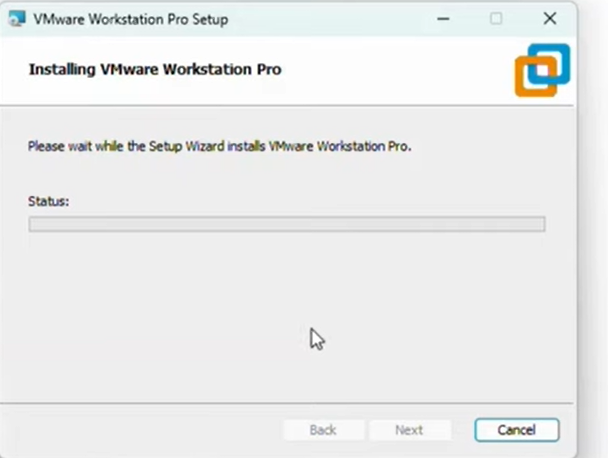 VMware Workstation Pro Setup
Installing VMware Workstation Pro
Please wait while the Setup Wizard installs VMware Workstation Pro.
Status:
Back
Next
Cancel